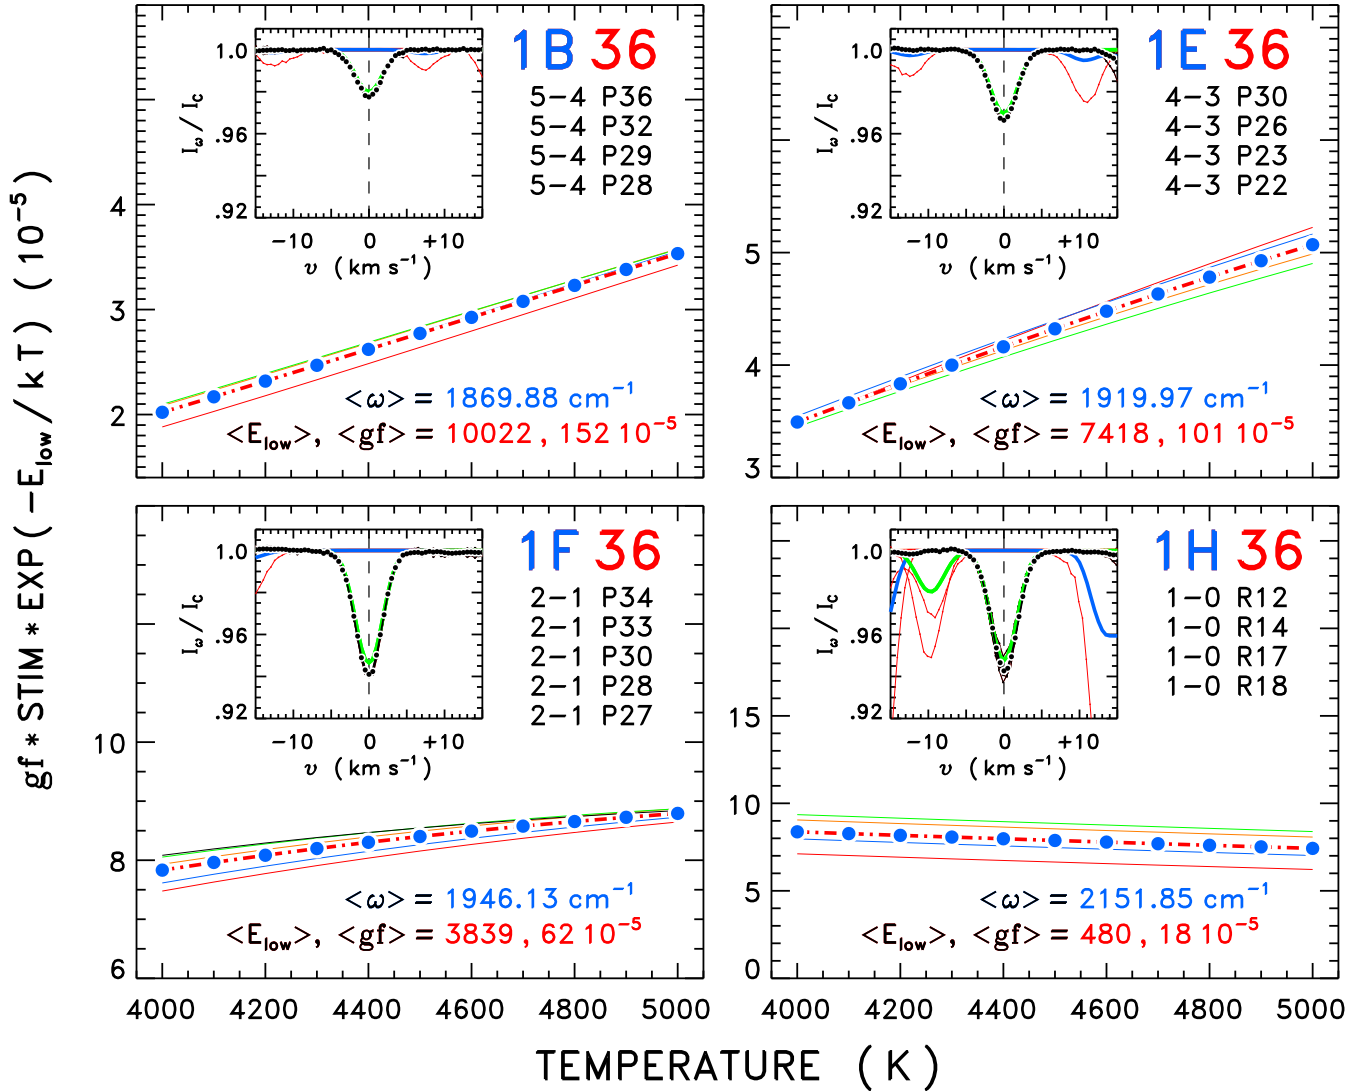 gf * STIM * EXP( −E_low / kT ) (10^−5)
1B 36
5−4 P36
5−4 P32
5−4 P29
5−4 P28
1.0
.96
.92
I_ω / I_C
−10 0 +10
υ ( km s^−1 )
4
3
2
<ω> = 1869.88 cm^−1
<E_low>, <gf> = 10022 , 152 10^−5
1E 36
4−3 P30
4−3 P26
4−3 P23
4−3 P22
1.0
.96
.92
I_ω / I_C
−10 0 +10
υ ( km s^−1 )
5
4
3
<ω> = 1919.97 cm^−1
<E_low>, <gf> = 7418 , 101 10^−5
1F 36
2−1 P34
2−1 P33
2−1 P30
2−1 P28
2−1 P27
1.0
.96
.92
I_ω / I_C
−10 0 +10
υ ( km s^−1 )
10
8
6
<ω> = 1946.13 cm^−1
<E_low>, <gf> = 3839 , 62 10^−5
4000 4200 4400 4600 4800 5000
1H 36
1−0 R12
1−0 R14
1−0 R17
1−0 R18
1.0
.96
.92
I_ω / I_C
−10 0 +10
υ ( km s^−1 )
15
10
5
0
<ω> = 2151.85 cm^−1
<E_low>, <gf> = 480 , 18 10^−5
4000 4200 4400 4600 4800 5000
TEMPERATURE ( K )